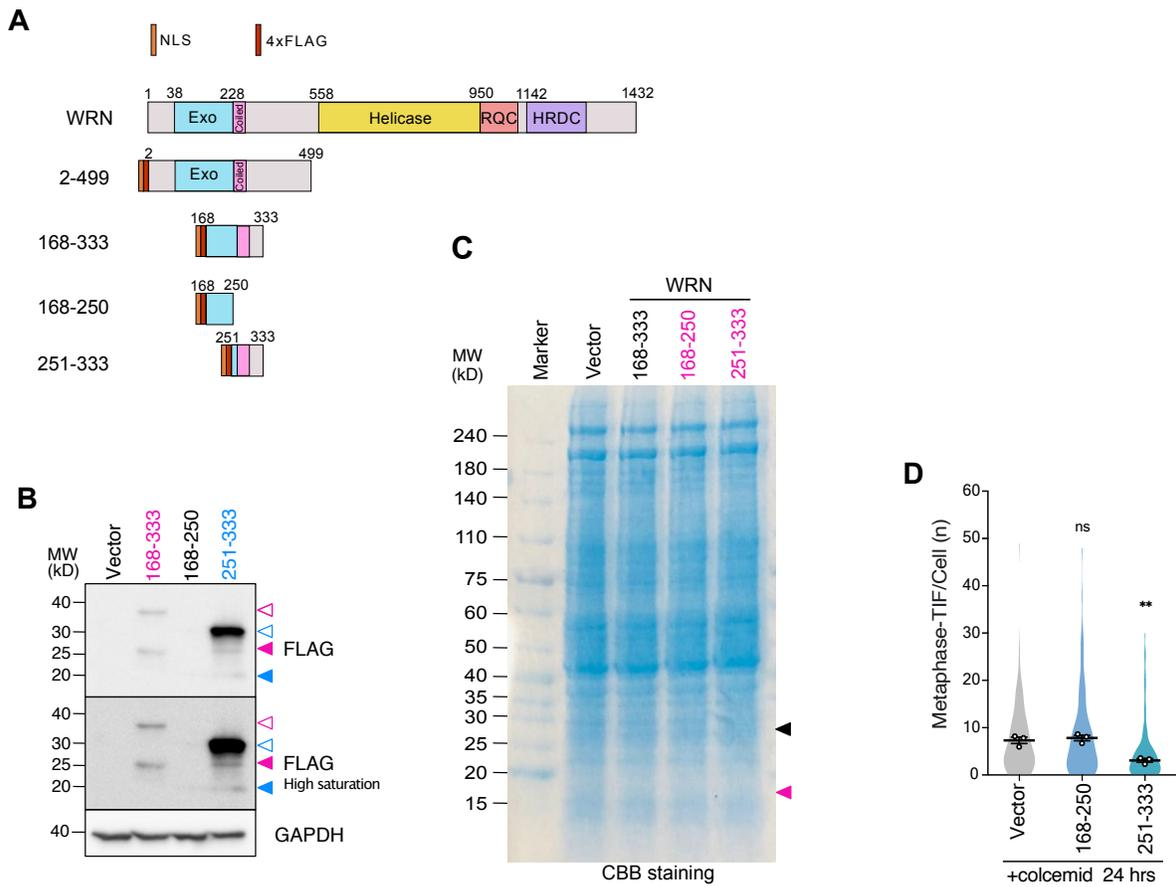 A
NLS
4xFLAG
1 38 228 558 950 1142 1432
WRN Exo Coiled Helicase RQC HRDC
2 499
2-499 Exo Coiled
168 333
168-333
168 250
168-250
251 333
251-333
B
MW
(kD)
Vector
168-333
168-250
251-333
40
30
25
20
FLAG
40
30
25
20
FLAG
High saturation
40
GAPDH
C
WRN
MW
(kD)
Marker
Vector
168-333
168-250
251-333
240
180
140
110
75
60
50
40
35
30
25
20
15
CBB staining
D
Metaphase-TIF/Cell (n)
60
50
40
30
20
10
0
ns
**
Vector
168-250
251-333
+colcemid 24 hrs